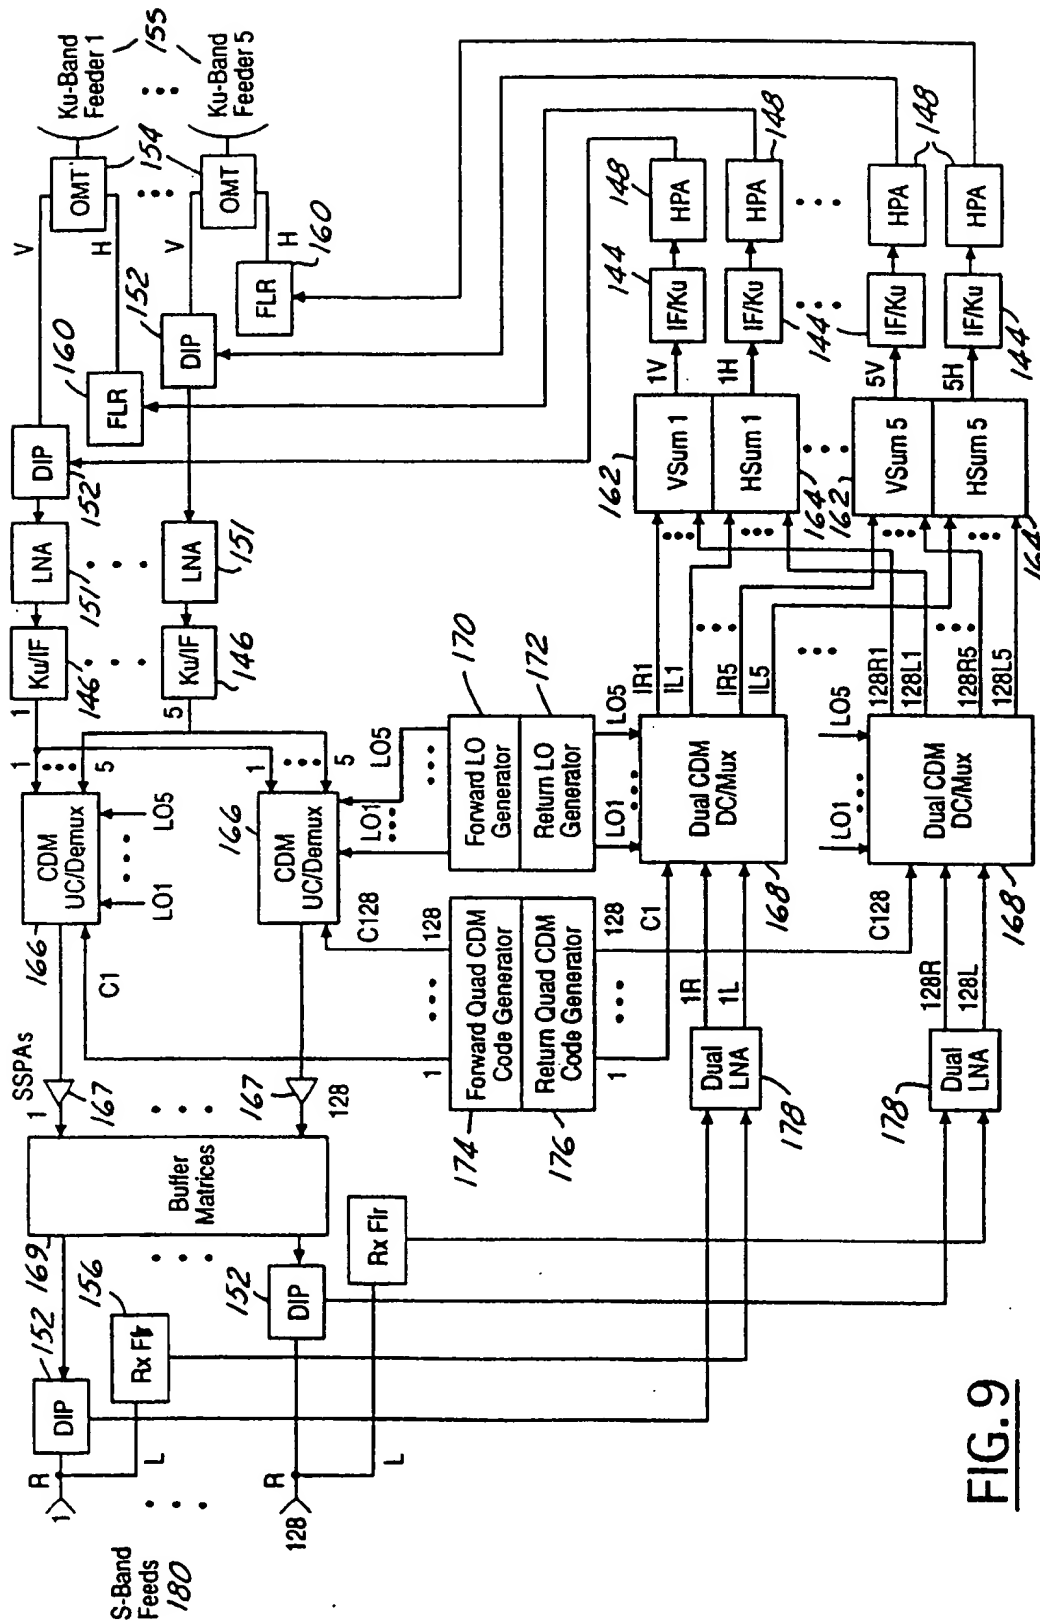 S-Band
Feeds
180
1
R
L
DIP
152
Rx Flr
156
128
R
L
DIP
152
Rx Flr
169
Buffer
Matrices
SSPAs
1
167
167
128
C1
166
CDM
UC/Demux
LO1
LO5
1
5
166
CDM
UC/Demux
C128
LO1
LO5
1
5
1
Ku/IF
146
5
Ku/IF
146
LNA
151
LNA
151
DIP
152
FLR
160
DIP
152
FLR
160
V
H
V
H
OMT
154
OMT
Ku-Band
Feeder 1
155
Ku-Band
Feeder 5
174
1
128
Forward Quad CDM
Code Generator
Return Quad CDM
Code Generator
176
1
128
170
Forward LO
Generator
172
Return LO
Generator
LO1
LO5
Dual
LNA
178
1R
1L
C1
Dual CDM
DC/Mux
168
IR1
IL1
IR5
IL5
Dual
LNA
178
128R
128L
C128
LO1
LO5
Dual CDM
DC/Mux
168
128R1
128L1
128R5
128L5
162
VSum 1
HSum 1
164
162
VSum 5
HSum 5
164
1V
1H
5V
5H
IF/Ku
144
IF/Ku
144
IF/Ku
144
IF/Ku
144
HPA
148
HPA
148
HPA
148
HPA
FIG. 9